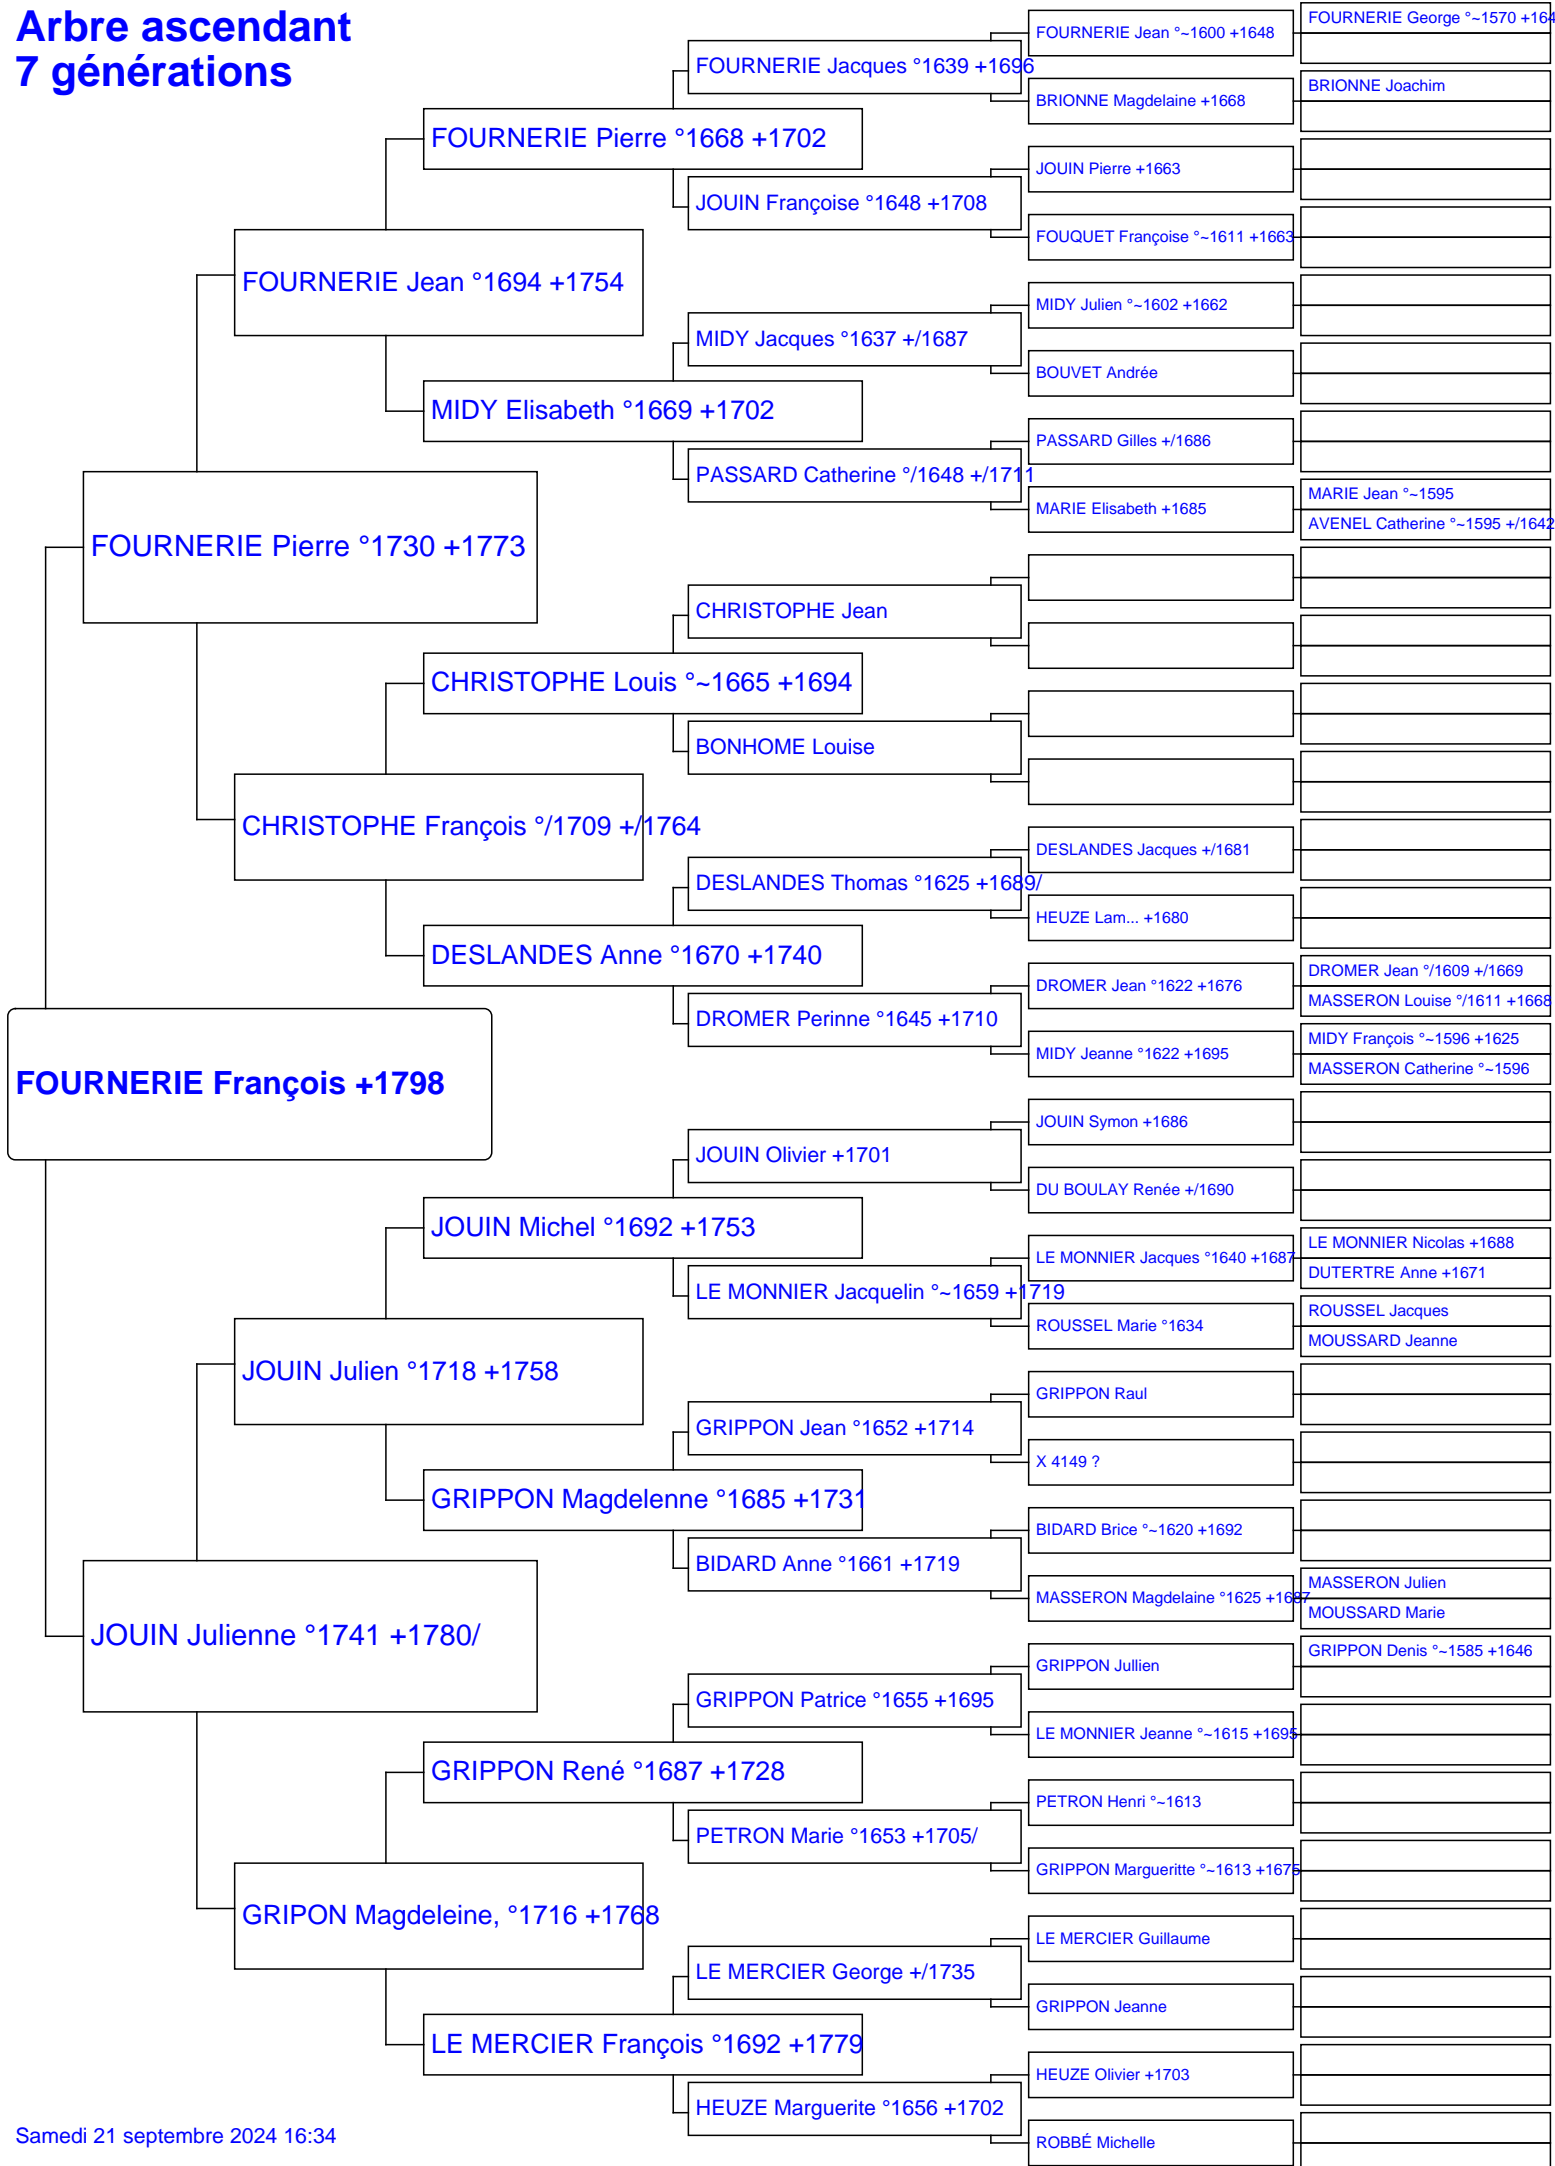 Arbre ascendant
7 générations
FOURNERIE George °~1570 +164
FOURNERIE Jean °~1600 +1648
FOURNERIE Jacques °1639 +1696
BRIONNE Joachim
BRIONNE Magdelaine +1668
FOURNERIE Pierre °1668 +1702
JOUIN Pierre +1663
JOUIN Françoise °1648 +1708
FOUQUET Françoise °~1611 +1663
FOURNERIE Jean °1694 +1754
MIDY Julien °~1602 +1662
MIDY Jacques °1637 +/1687
BOUVET Andrée
MIDY Elisabeth °1669 +1702
PASSARD Gilles +/1686
PASSARD Catherine °/1648 +/1711
MARIE Jean °~1595
MARIE Elisabeth +1685
AVENEL Catherine °~1595 +/1642
FOURNERIE Pierre °1730 +1773
CHRISTOPHE Jean
CHRISTOPHE Louis °~1665 +1694
BONHOME Louise
CHRISTOPHE François °/1709 +/1764
DESLANDES Jacques +/1681
DESLANDES Thomas °1625 +1689/
HEUZE Lam... +1680
DESLANDES Anne °1670 +1740
DROMER Jean °/1609 +/1669
DROMER Jean °1622 +1676
MASSERON Louise °/1611 +1668
DROMER Perinne °1645 +1710
MIDY François °~1596 +1625
MIDY Jeanne °1622 +1695
MASSERON Catherine °~1596
FOURNERIE François +1798
JOUIN Symon +1686
JOUIN Olivier +1701
DU BOULAY Renée +/1690
JOUIN Michel °1692 +1753
LE MONNIER Nicolas +1688
LE MONNIER Jacques °1640 +1687
DUTERTRE Anne +1671
LE MONNIER Jacquelin °~1659 +1719
ROUSSEL Jacques
ROUSSEL Marie °1634
MOUSSARD Jeanne
JOUIN Julien °1718 +1758
GRIPPON Raul
GRIPPON Jean °1652 +1714
X 4149 ?
GRIPPON Magdelenne °1685 +1731
BIDARD Brice °~1620 +1692
BIDARD Anne °1661 +1719
MASSERON Julien
MASSERON Magdelaine °1625 +1687
MOUSSARD Marie
JOUIN Julienne °1741 +1780/
GRIPPON Denis °~1585 +1646
GRIPPON Jullien
GRIPPON Patrice °1655 +1695
LE MONNIER Jeanne °~1615 +1695
GRIPPON René °1687 +1728
PETRON Henri °~1613
PETRON Marie °1653 +1705/
GRIPPON Margueritte °~1613 +1675
GRIPON Magdeleine, °1716 +1768
LE MERCIER Guillaume
LE MERCIER George +/1735
GRIPPON Jeanne
LE MERCIER François °1692 +1779
HEUZE Olivier +1703
HEUZE Marguerite °1656 +1702
ROBBÉ Michelle
Samedi 21 septembre 2024 16:34